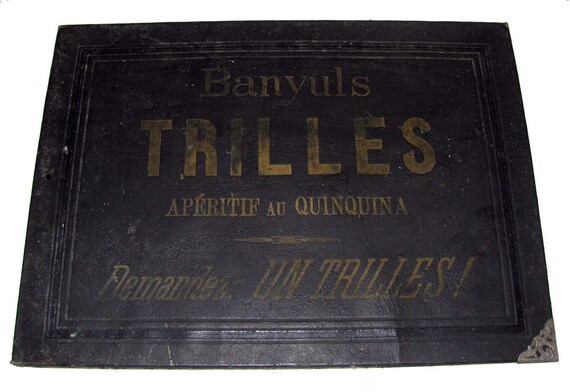 Banyuls
TRILLES
APÉRITIF AU QUINQUINA
Demandez. UN TRILLES!